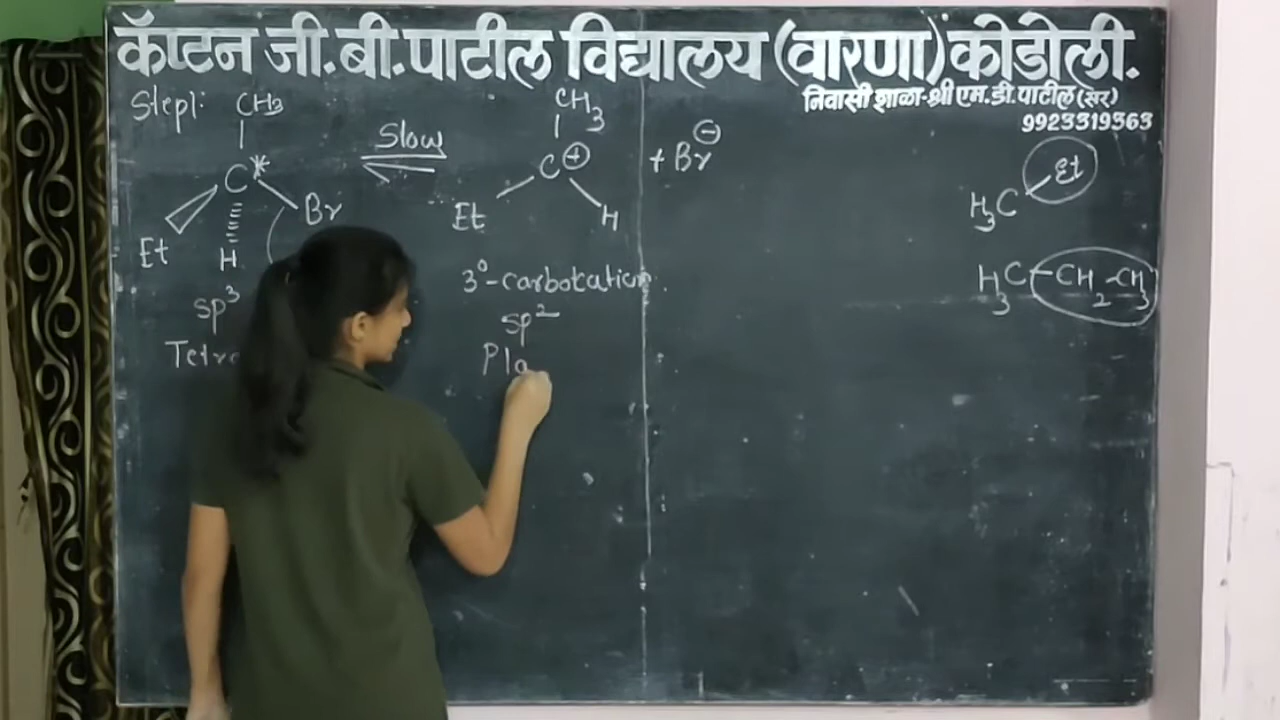 कॅप्टन जी.बी.पाटील विद्यालय (वारणा) कोडोली.
निवासी शाळा-श्री एम.डी.पाटील (सर)
9923319363
Step1:
CH3
C*
Et
H
Br
sp3
Tetra
Slow
CH3
C⊕
Et
H
+ Br⊖
3°-carbocation.
sp2
Pla
H3C Et
H3C-CH2-CH3